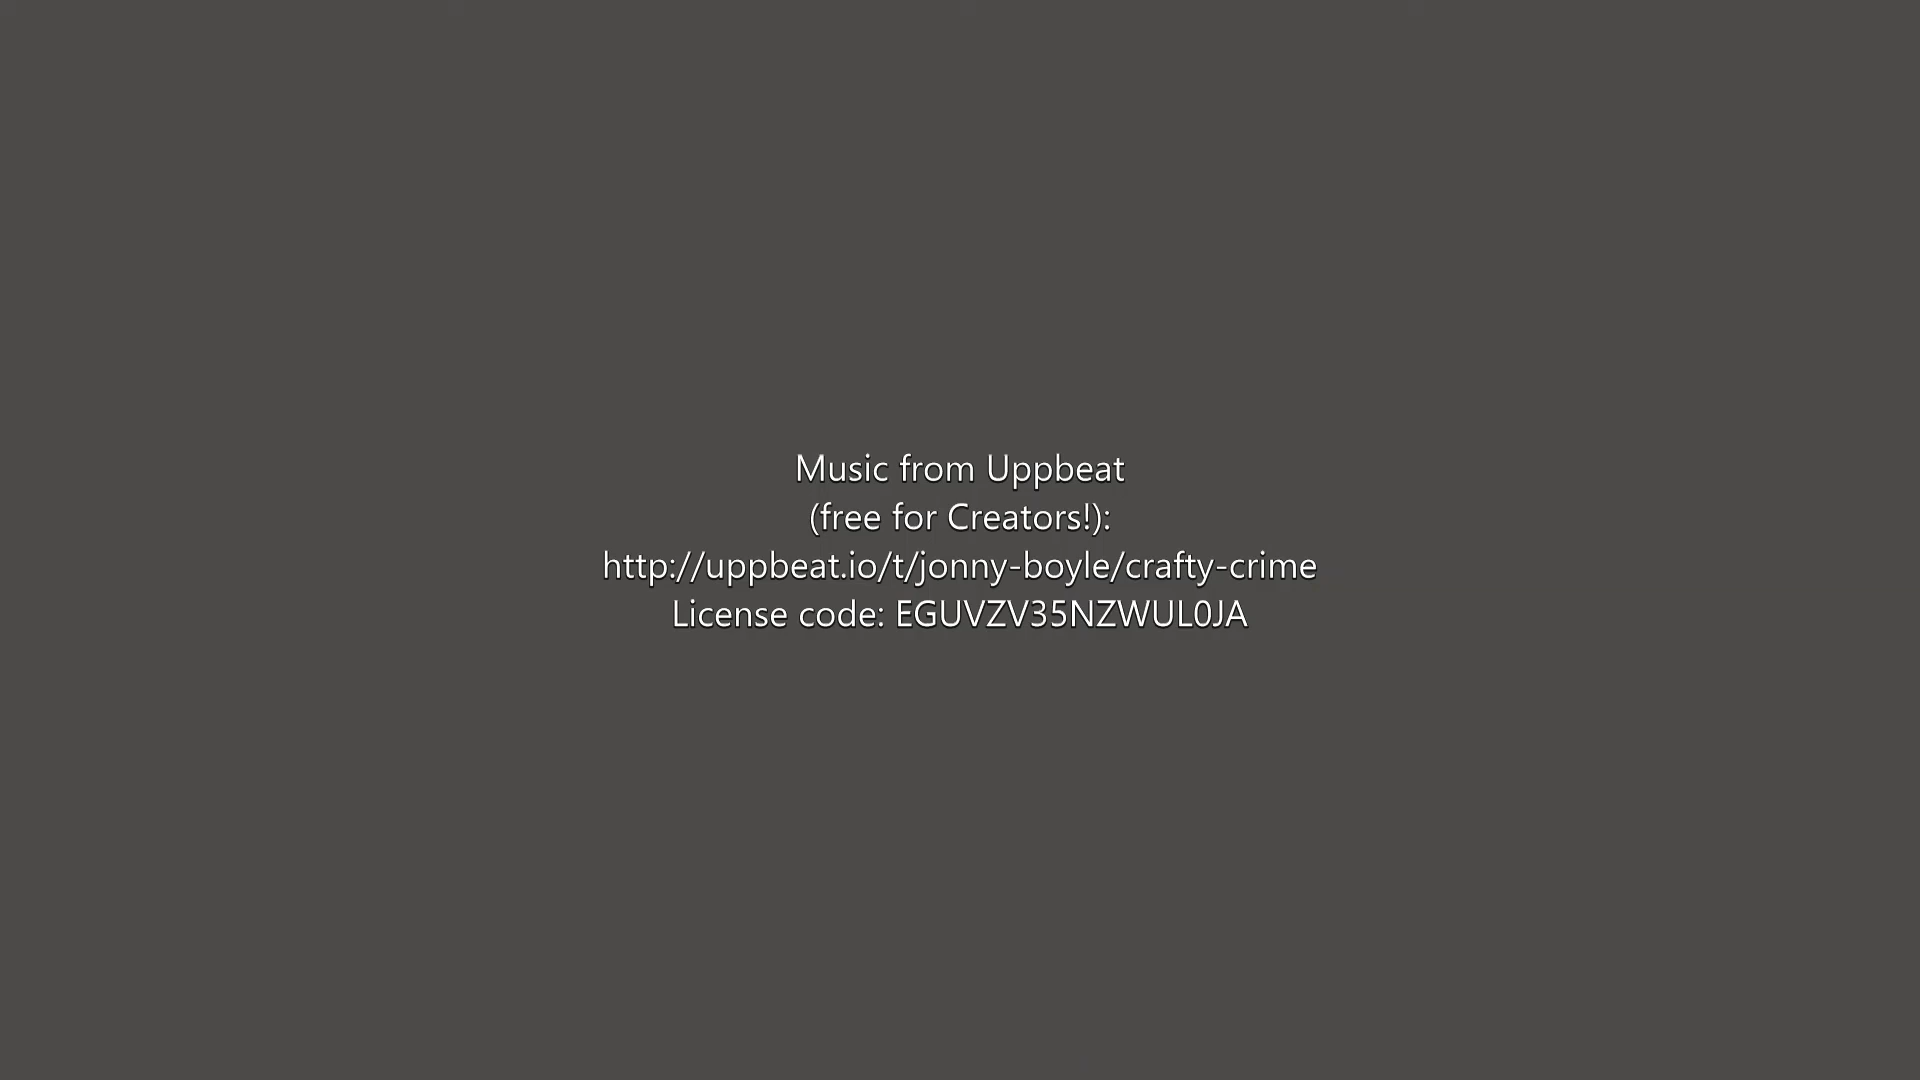 Music from Uppbeat
(free for Creators!):
http://uppbeat.io/t/jonny-boyle/crafty-crime
License code: EGUVZV35NZWUL0JA